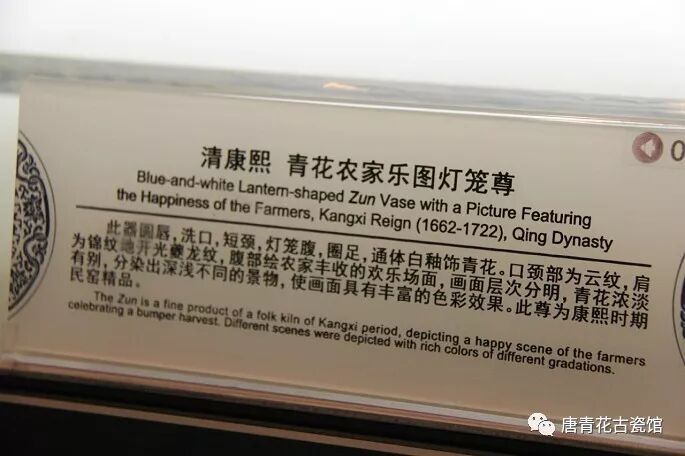 清康熙 青花农家乐图灯笼尊
Blue-and-white Lantern-shaped Zun Vase with a Picture Featuring
the Happiness of the Farmers, Kangxi Reign (1662-1722), Qing Dynasty
此器圆唇，洗口，短颈，灯笼腹，圈足，通体白釉饰青花。口颈部为云纹，肩
为锦纹地开光夔龙纹，腹部绘农家丰收的欢乐场面，画面层次分明，青花浓淡
有别，分染出深浅不同的景物，使画面具有丰富的色彩效果。此尊为康熙时期
民窑精品。
The Zun is a fine product of a folk kiln of Kangxi period, depicting a happy scene of the farmers
celebrating a bumper harvest. Different scenes were depicted with rich colors of different gradations.
0
唐青花古瓷馆